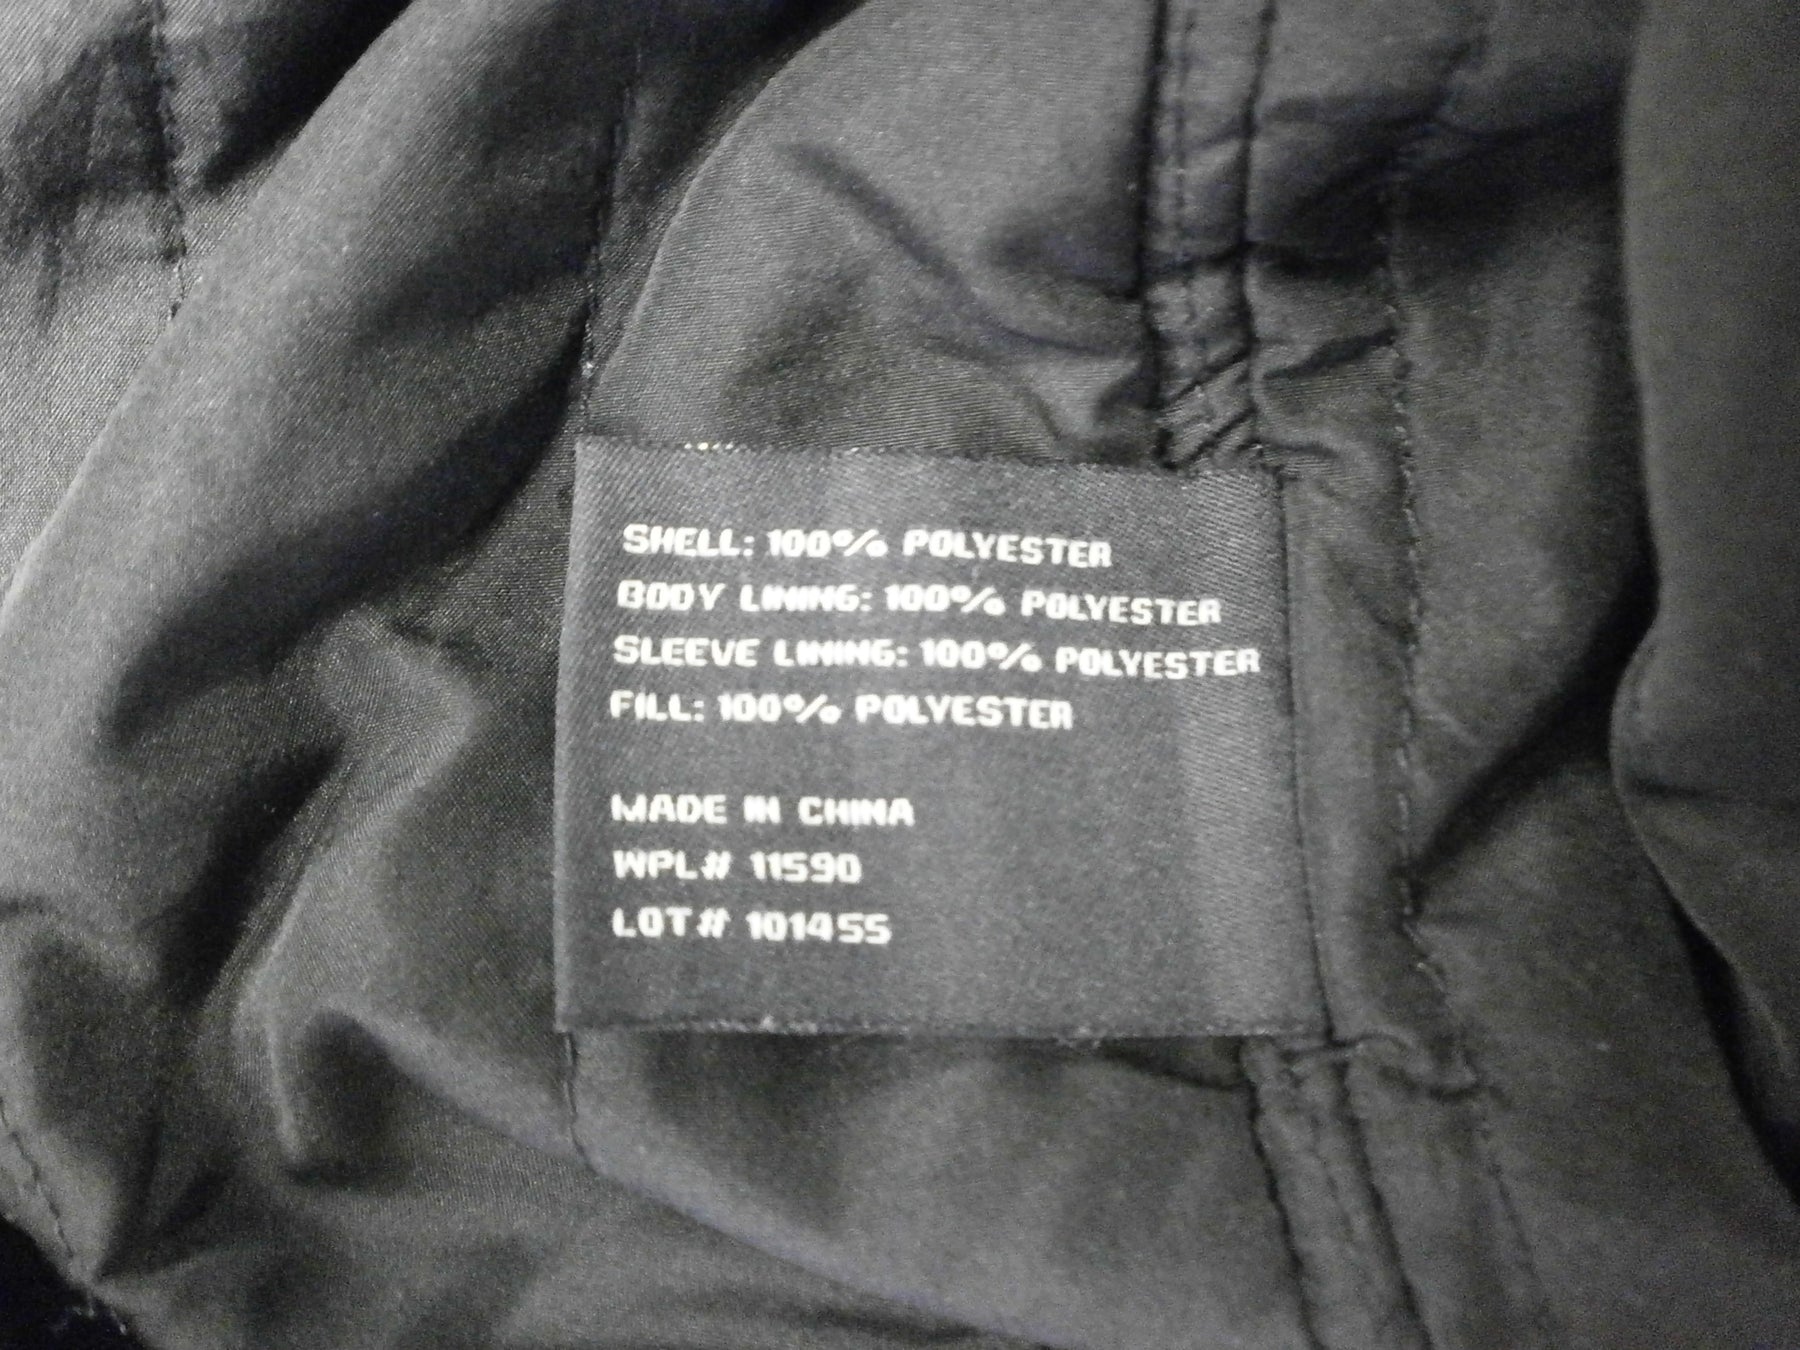 SHELL: 100% POLYESTER
BODY LINING: 100% POLYESTER
SLEEVE LINING: 100% POLYESTER
FILL: 100% POLYESTER
MADE IN CHINA
WPL# 11590
LOT# 101455